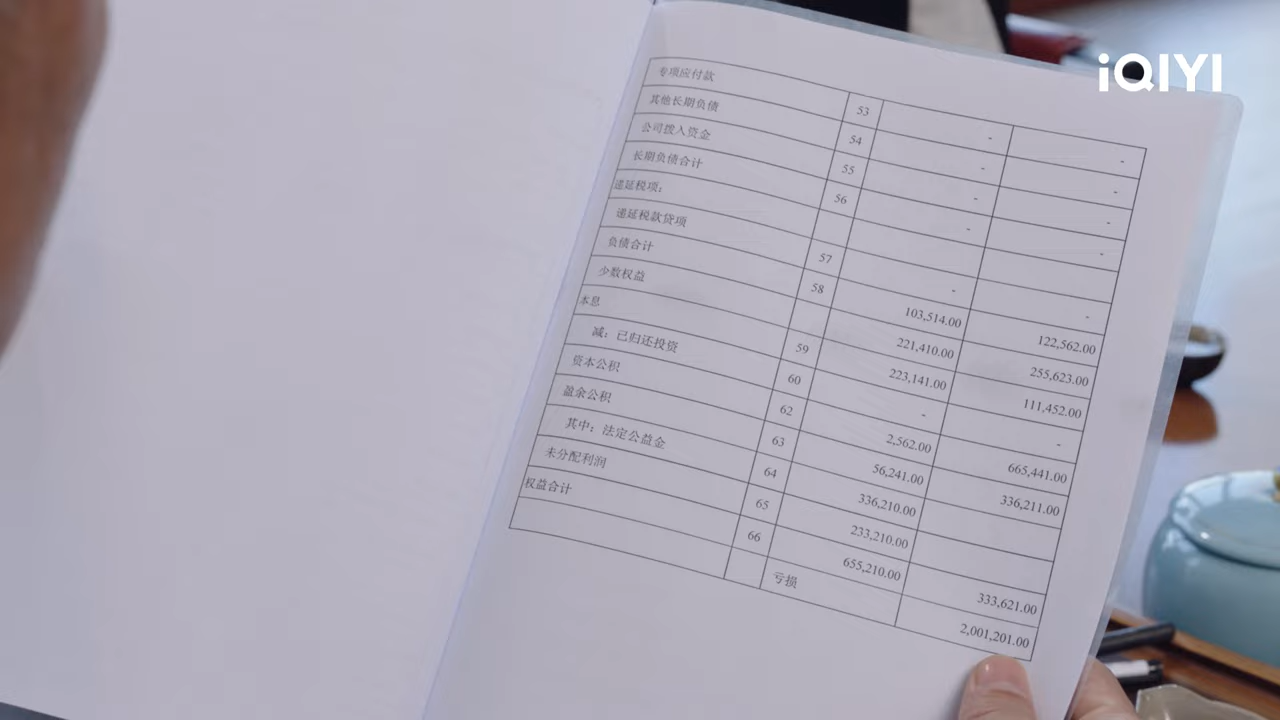 iQIYI
专项应付款 53 - -
其他长期负债 54 - -
公司拨入资金 55 - -
长期负债合计 56 - -
递延税项：
递延税款贷项 57 - -
负债合计 58 103,514.00 122,562.00
少数权益 221,410.00 255,623.00
本息 59 223,141.00 111,452.00
减：已归还投资 60 - -
资本公积 62 2,562.00 665,441.00
盈余公积 63 56,241.00 336,211.00
其中：法定公益金 64 336,210.00
未分配利润 65 233,210.00
权益合计 66 655,210.00 333,621.00
亏损 2,001,201.00